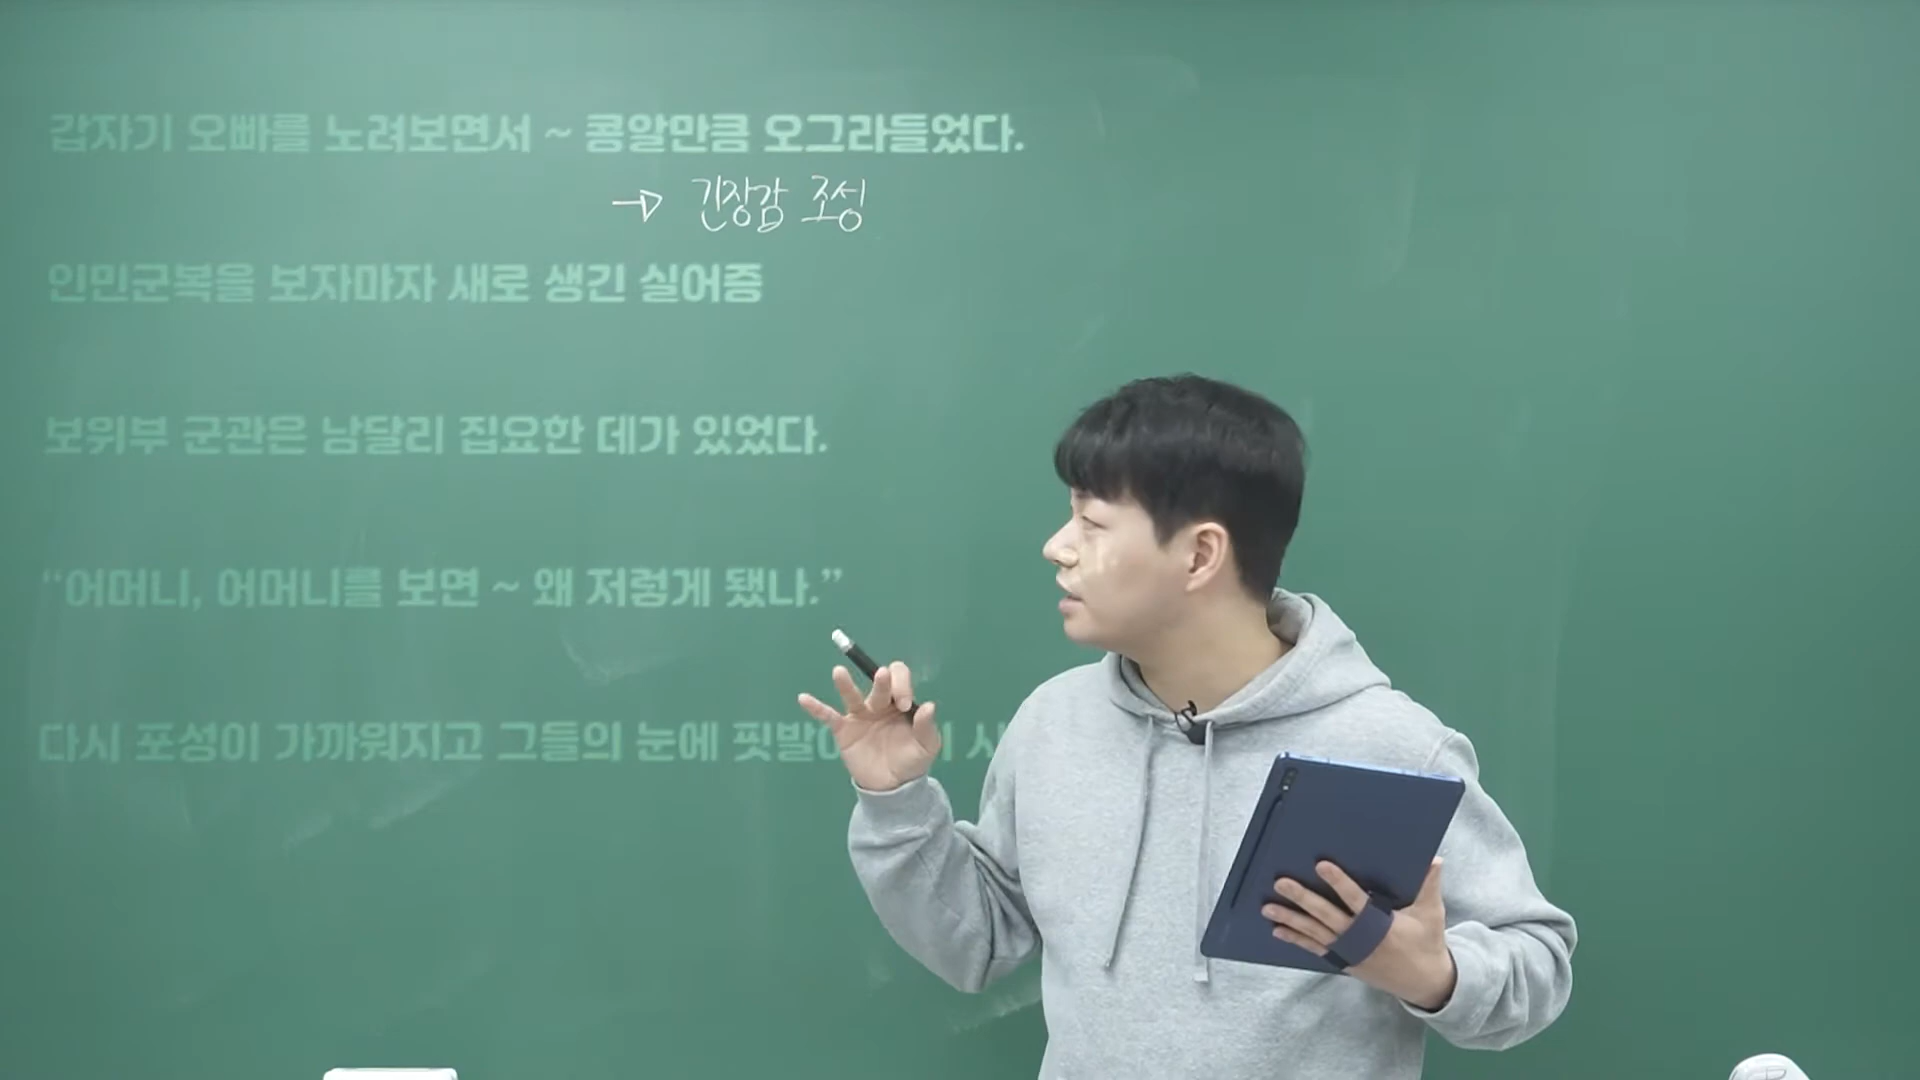 갑자기 오빠를 노려보면서 ~ 콩알만큼 오그라들었다.
→ 긴장감 조성
인민군복을 보자마자 새로 생긴 실어증
보위부 군관은 남달리 집요한 데가 있었다.
“어머니, 어머니를 보면 ~ 왜 저렇게 됐나.”
다시 포성이 가까워지고 그들의 눈에 핏발이